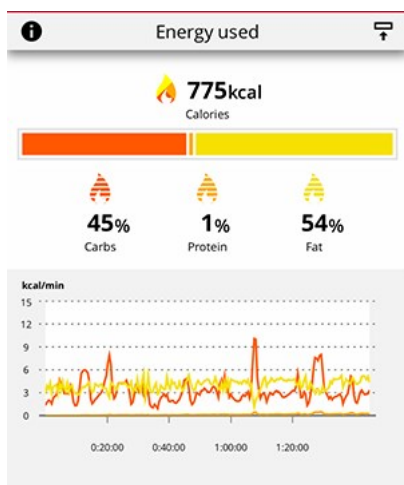 Energy used
775kcal
Calories
45% 1% 54%
Carbs Protein Fat
kcal/min
15
12
9
6
3
0
0:20:00 0:40:00 1:00:00 1:20:00